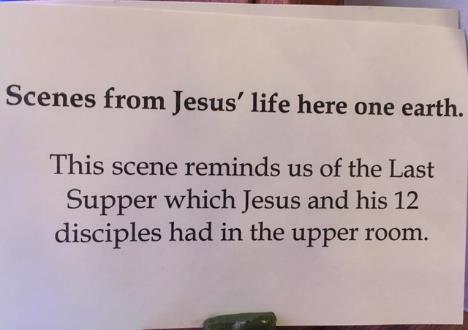 Scenes from Jesus' life here one earth.
This scene reminds us of the Last
Supper which Jesus and his 12
disciples had in the upper room.